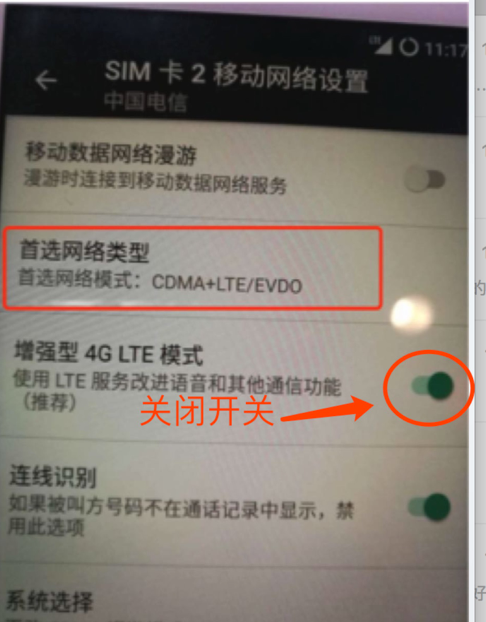 LTE 11:17
SIM 卡 2 移动网络设置
中国电信
移动数据网络漫游
漫游时连接到移动数据网络服务
首选网络类型
首选网络模式：CDMA+LTE/EVDO
增强型 4G LTE 模式
使用 LTE 服务改进语音和其他通信功能
（推荐）
关闭开关
连线识别
如果被叫方号码不在通话记录中显示，禁
用此选项
系统选择
的
好